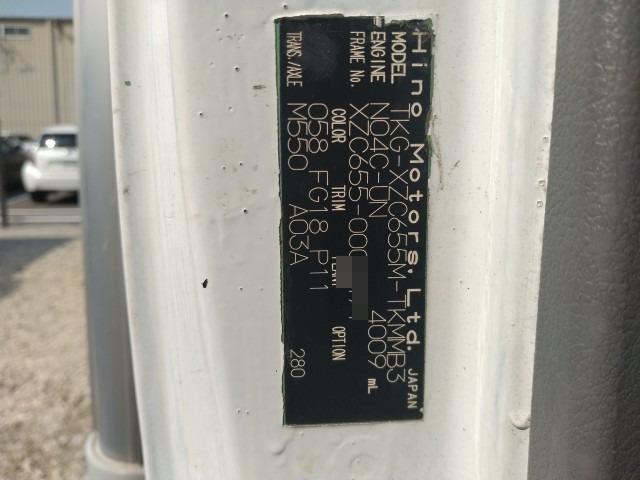 Hino Motors, Ltd. JAPAN
MODEL TKG-XZC655M-TKMMB3
ENGINE N04C-UN 4009 mL
FRAME No. XZC655-000
COLOR TRIM OPTION
058 FG18 P11
TRANS./AXLE M550 A03A 280